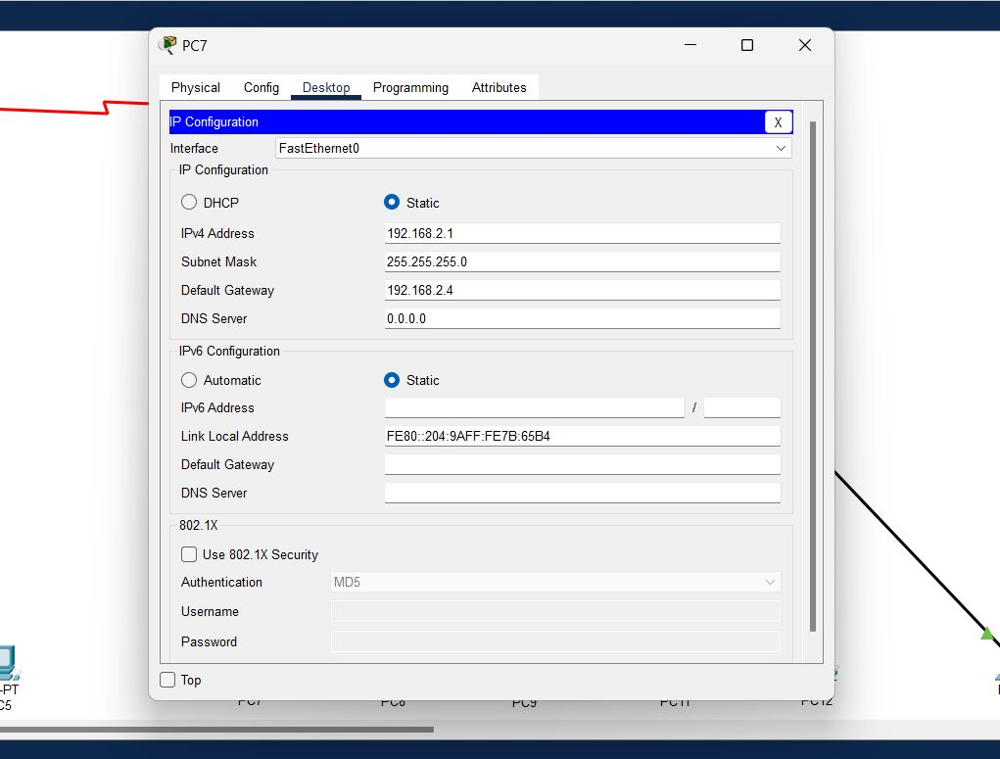 PC7
Physical Config Desktop Programming Attributes
IP Configuration X
Interface FastEthernet0
IP Configuration
DHCP Static
IPv4 Address 192.168.2.1
Subnet Mask 255.255.255.0
Default Gateway 192.168.2.4
DNS Server 0.0.0.0
IPv6 Configuration
Automatic Static
IPv6 Address /
Link Local Address FE80::204:9AFF:FE7B:65B4
Default Gateway
DNS Server
802.1X
Use 802.1X Security
Authentication MD5
Username
Password
Top
-PT
C5
PC7 PC8 PC9 PC11 PC12